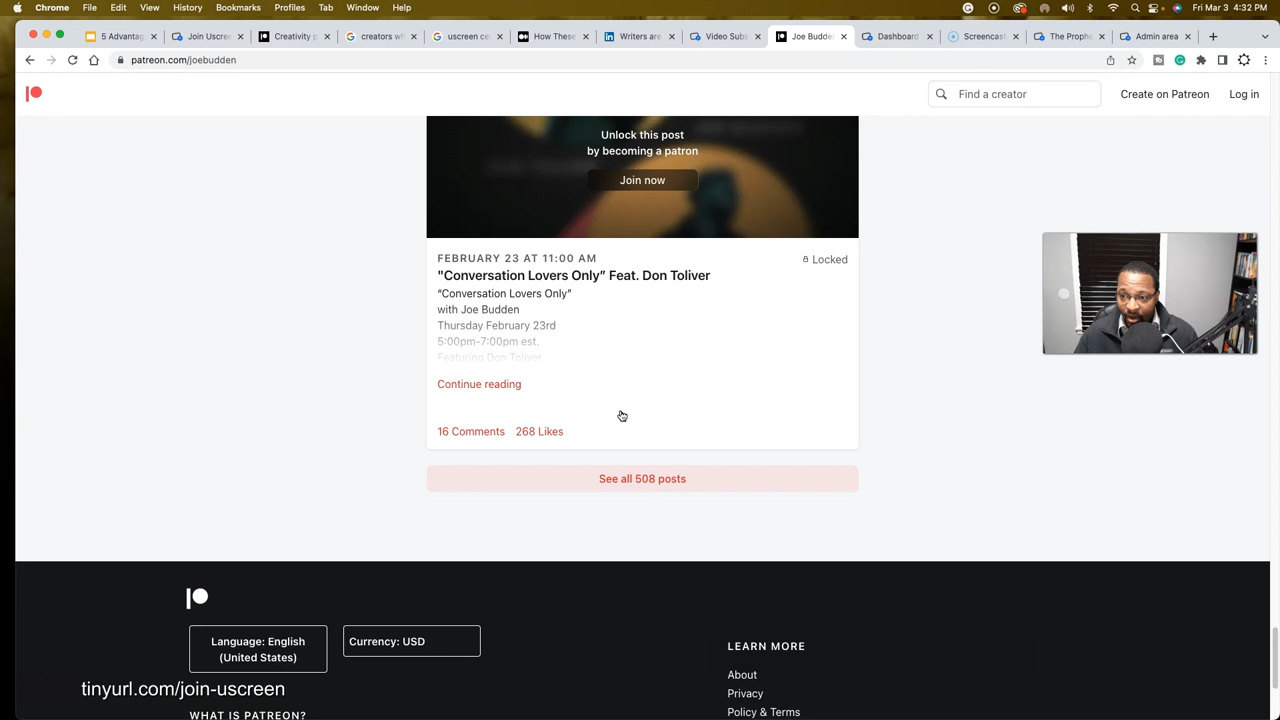 Chrome File Edit View History Bookmarks Profiles Tab Window Help
Fri Mar 3 4:32 PM
5 Advantag
Join Uscree
Creativity p
creators wh
uscreen ce
How These
Writers are
Video Subs
Joe Budde
Dashboard
Screencast
The Prophe
Admin area
patreon.com/joebudden
Find a creator
Create on Patreon
Log in
Unlock this post
by becoming a patron
Join now
FEBRUARY 23 AT 11:00 AM
Locked
"Conversation Lovers Only” Feat. Don Toliver
“Conversation Lovers Only”
with Joe Budden
Thursday February 23rd
5:00pm-7:00pm est.
Featuring Don Toliver
Continue reading
16 Comments 268 Likes
See all 508 posts
Language: English
(United States)
Currency: USD
LEARN MORE
About
Privacy
Policy & Terms
tinyurl.com/join-uscreen
WHAT IS PATREON?